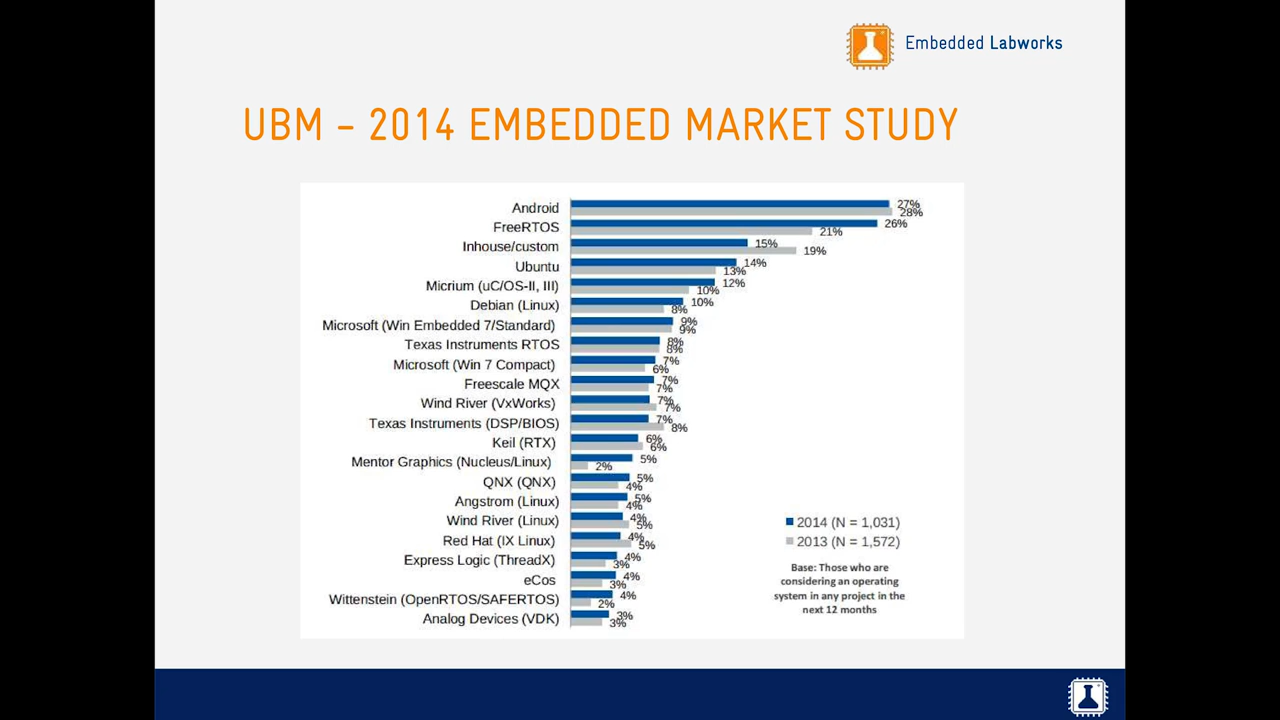 Embedded Labworks
UBM – 2014 EMBEDDED MARKET STUDY
Android 27% 28%
FreeRTOS 26% 21%
Inhouse/custom 15% 19%
Ubuntu 14% 13%
Micrium (uC/OS-II, III) 12% 10%
Debian (Linux) 10% 8%
Microsoft (Win Embedded 7/Standard) 9% 9%
Texas Instruments RTOS 8% 8%
Microsoft (Win 7 Compact) 7% 6%
Freescale MQX 7% 7%
Wind River (VxWorks) 7% 7%
Texas Instruments (DSP/BIOS) 7% 8%
Keil (RTX) 6% 6%
Mentor Graphics (Nucleus/Linux) 5% 2%
QNX (QNX) 5% 4%
Angstrom (Linux) 5% 4%
Wind River (Linux) 4% 5%
Red Hat (IX Linux) 4% 5%
Express Logic (ThreadX) 4% 3%
eCos 4% 3%
Wittenstein (OpenRTOS/SAFERTOS) 4% 2%
Analog Devices (VDK) 3% 3%
2014 (N = 1,031)
2013 (N = 1,572)
Base: Those who are
considering an operating
system in any project in the
next 12 months